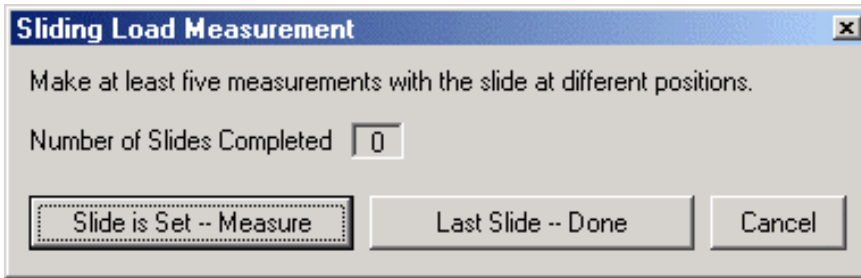 Sliding Load Measurement
Make at least five measurements with the slide at different positions.
Number of Slides Completed 0
Slide is Set -- Measure Last Slide -- Done Cancel